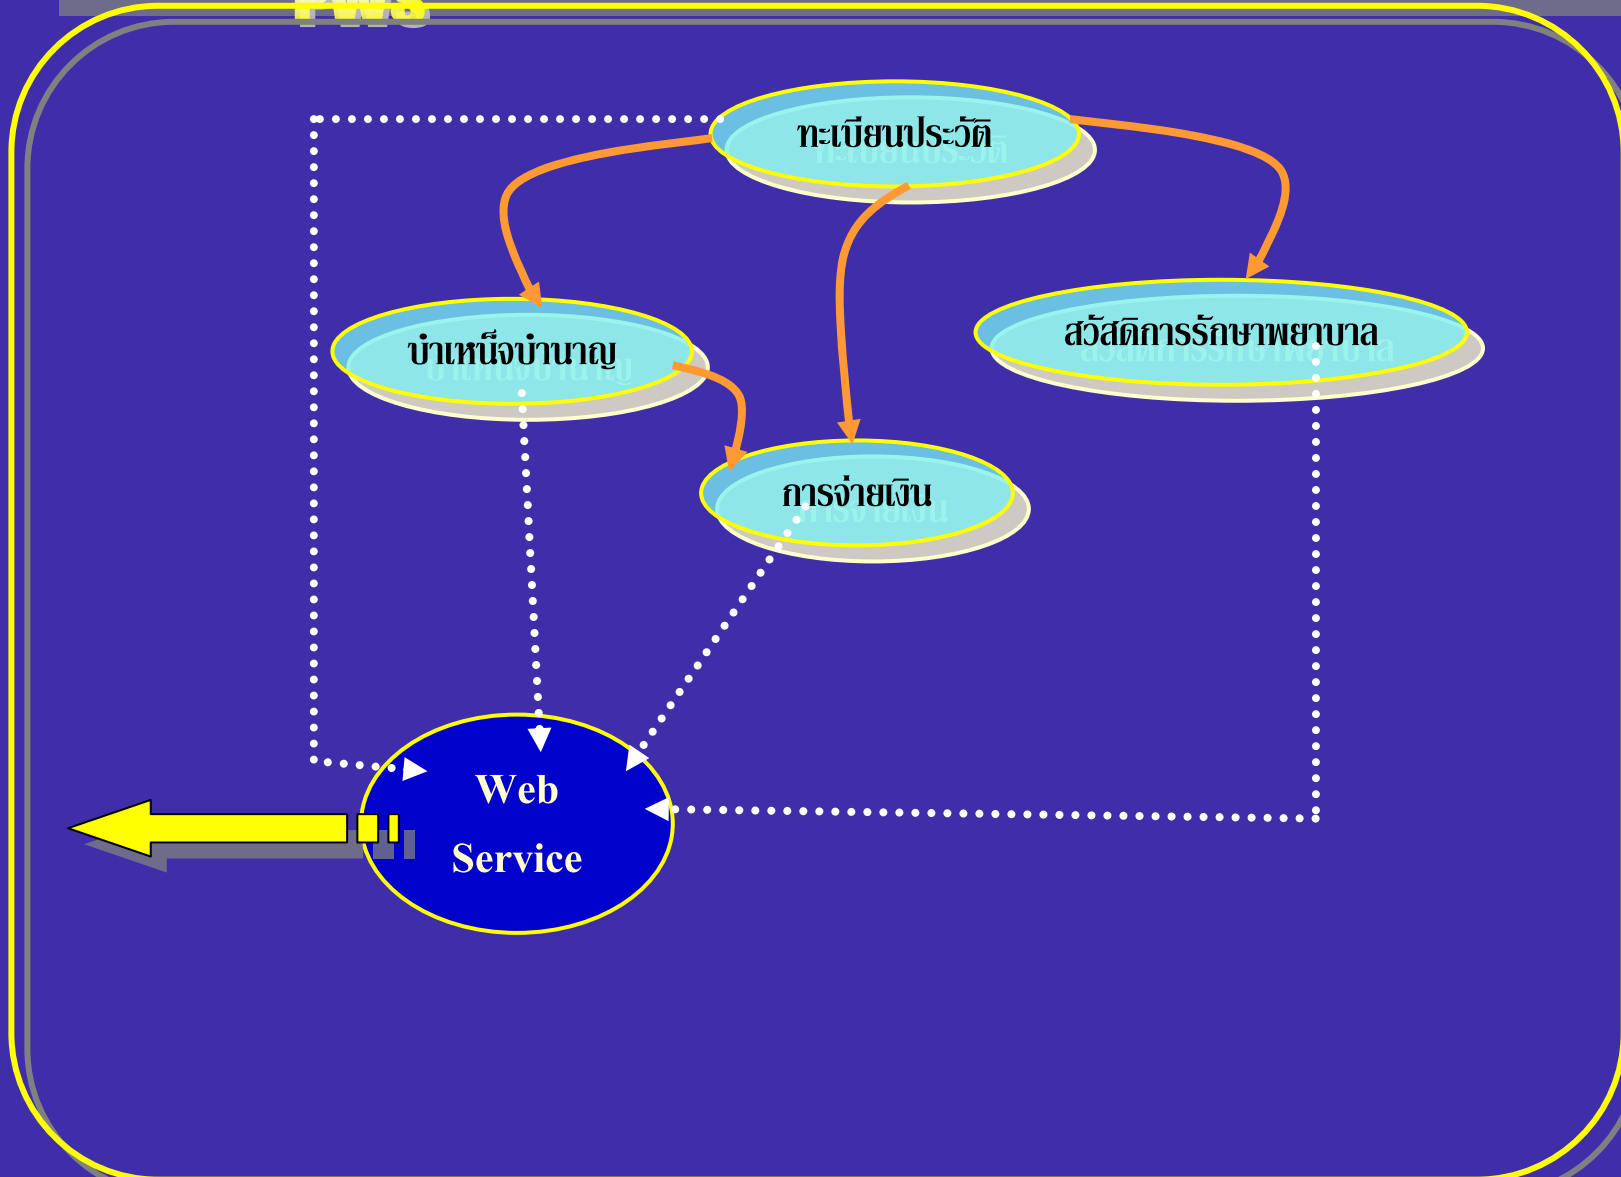 ทะเบียนประวัติ
บำเหน็จบำนาญ
สวัสดิการรักษาพยาบาล
การจ่ายเงิน
Web
Service